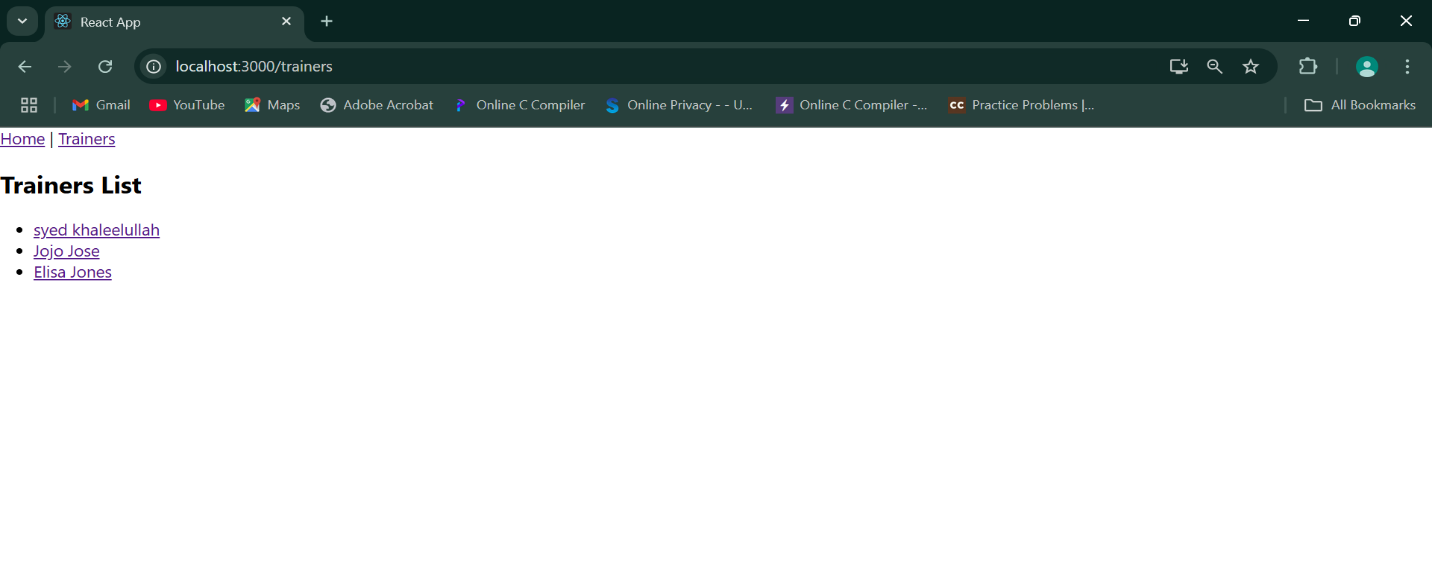 React App
localhost:3000/trainers
Gmail YouTube Maps Adobe Acrobat Online C Compiler Online Privacy - - U... Online C Compiler -... CC Practice Problems |... All Bookmarks
Home | Trainers
Trainers List
• syed khaleelullah
• Jojo Jose
• Elisa Jones